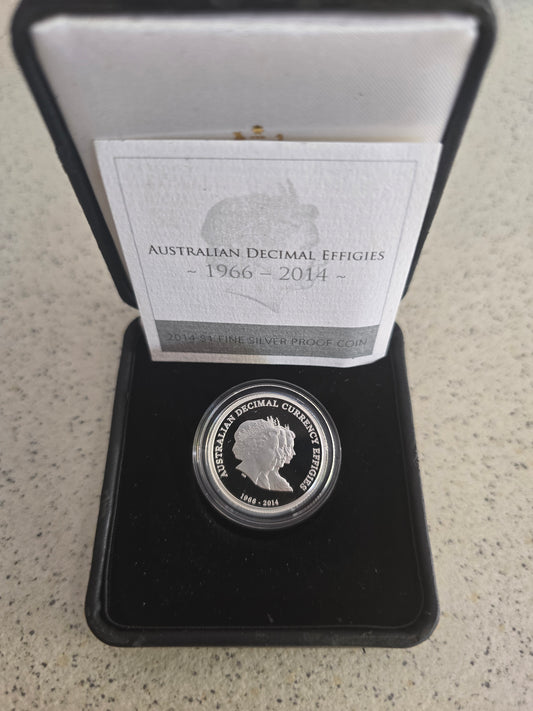 AUSTRALIAN DECIMAL EFFIGIES
~ 1966 – 2014 ~
2014 $1 FINE SILVER PROOF COIN
AUSTRALIAN DECIMAL CURRENCY EFFIGIES
1966 - 2014